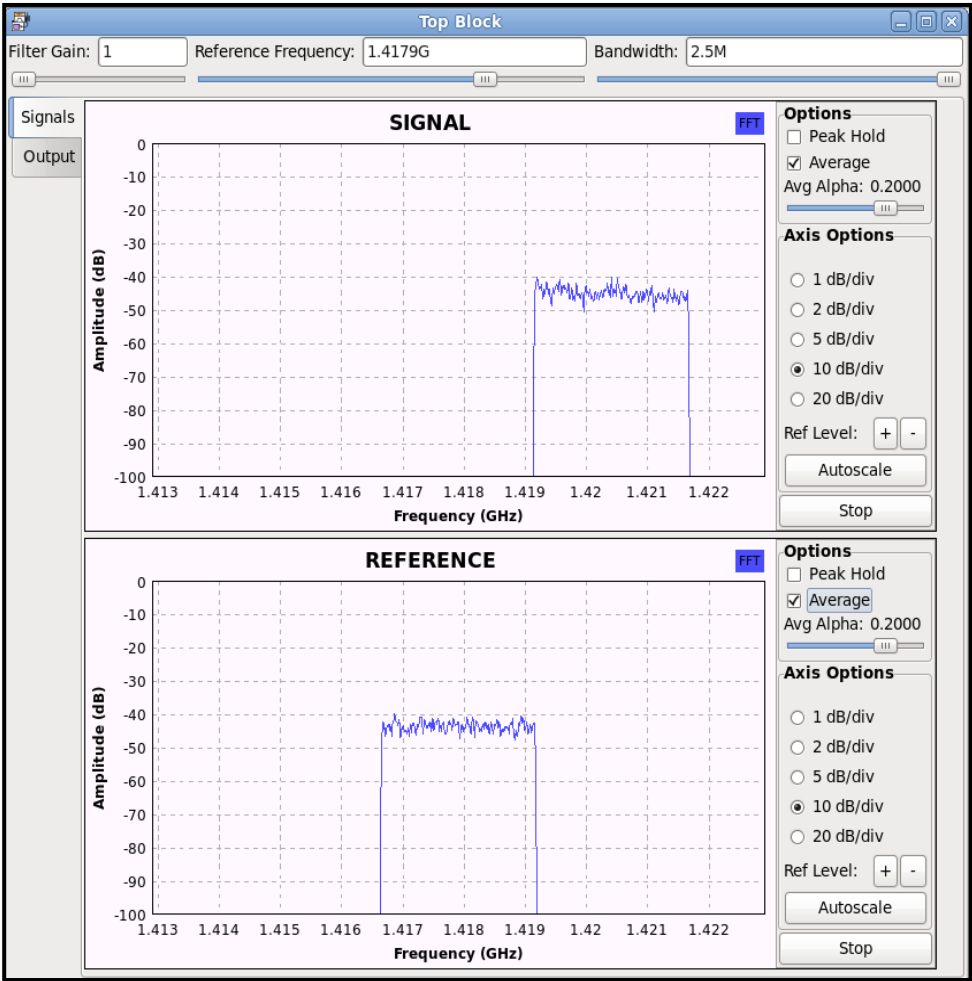 Top Block
Filter Gain: 1 Reference Frequency: 1.4179G Bandwidth: 2.5M
Signals
Output
SIGNAL
FFT
0
-10
-20
-30
-40
-50
-60
-70
-80
-90
-100
Amplitude (dB)
1.413 1.414 1.415 1.416 1.417 1.418 1.419 1.42 1.421 1.422
Frequency (GHz)
Options
Peak Hold
Average
Avg Alpha: 0.2000
Axis Options
1 dB/div
2 dB/div
5 dB/div
10 dB/div
20 dB/div
Ref Level: + -
Autoscale
Stop
REFERENCE
FFT
0
-10
-20
-30
-40
-50
-60
-70
-80
-90
-100
Amplitude (dB)
1.413 1.414 1.415 1.416 1.417 1.418 1.419 1.42 1.421 1.422
Frequency (GHz)
Options
Peak Hold
Average
Avg Alpha: 0.2000
Axis Options
1 dB/div
2 dB/div
5 dB/div
10 dB/div
20 dB/div
Ref Level: + -
Autoscale
Stop